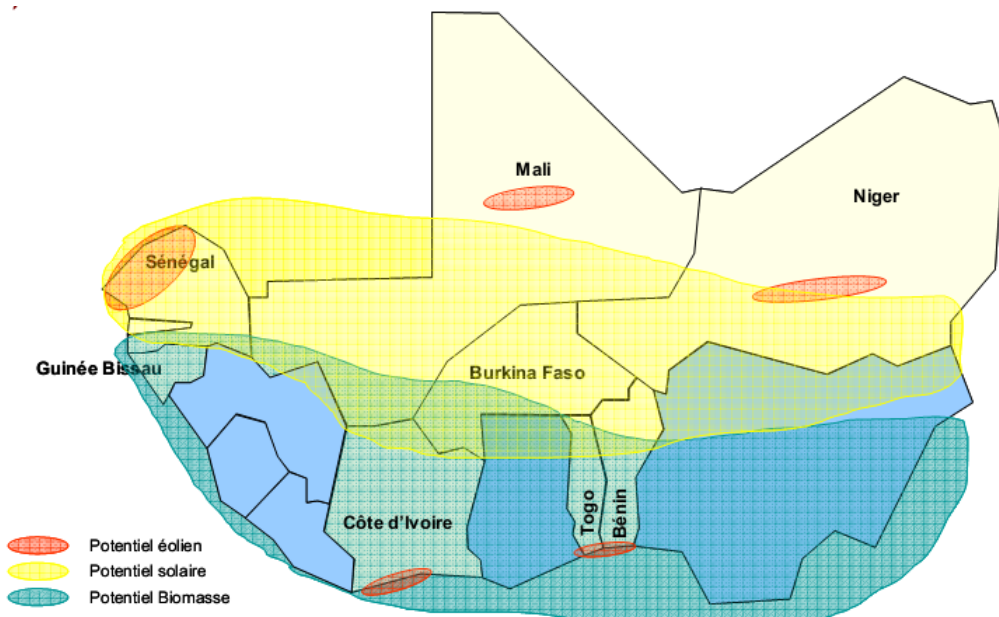 Mali
Niger
Sénégal
Guinée Bissau
Burkina Faso
Côte d'Ivoire
Togo
Bénin
Potentiel éolien
Potentiel solaire
Potentiel Biomasse